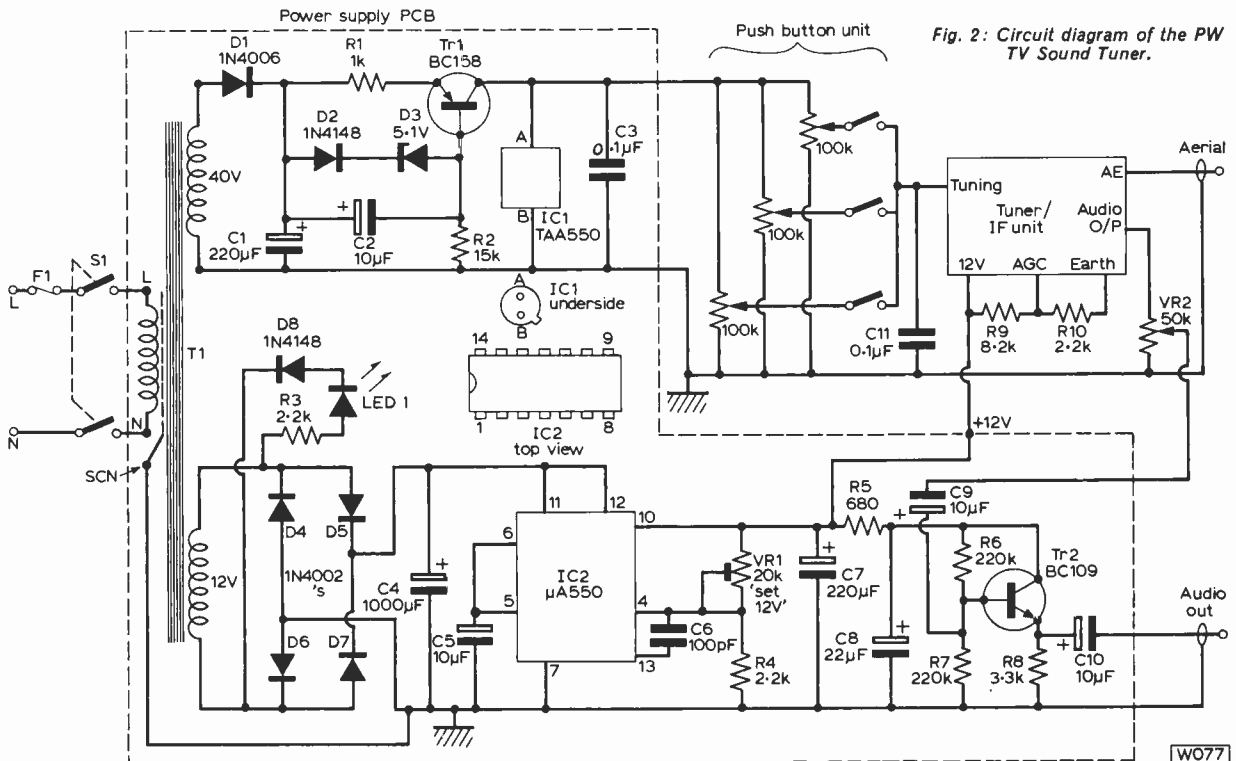 Power supply PCB
Push button unit
Fig. 2: Circuit diagram of the PW
TV Sound Tuner.
D1
1N4006
R1
1k
Tr1
BC158
D2
1N4148
D3
5·1V
A
B
IC1
TAA550
C3
0·1µF
40V
C1
220µF
+
C2
10µF
+
R2
15k
A
B
IC1
underside
100k
100k
100k
C11
0·1µF
Tuning
AE
Tuner/
IF unit
Audio
O/P
12V
AGC
Earth
Aerial
R9
8·2k
R10
2·2k
VR2
50k
L
F1
S1
L
T1
N
N
SCN
D8
1N4148
R3
2·2k
LED 1
14
9
1
8
IC2
top view
+12V
12V
D4
D5
1N4002
's
D6
D7
C4
1000µF
+
C5
10µF
11
12
10
6
5
4
13
7
IC2
µA550
VR1
20k
'set
12V'
C6
100pF
R4
2·2k
+
C7
220µF
R5
680
+
C8
22µF
C9
10µF
+
R6
220k
R7
220k
Tr2
BC109
R8
3·3k
+
C10
10µF
Audio
out
W077